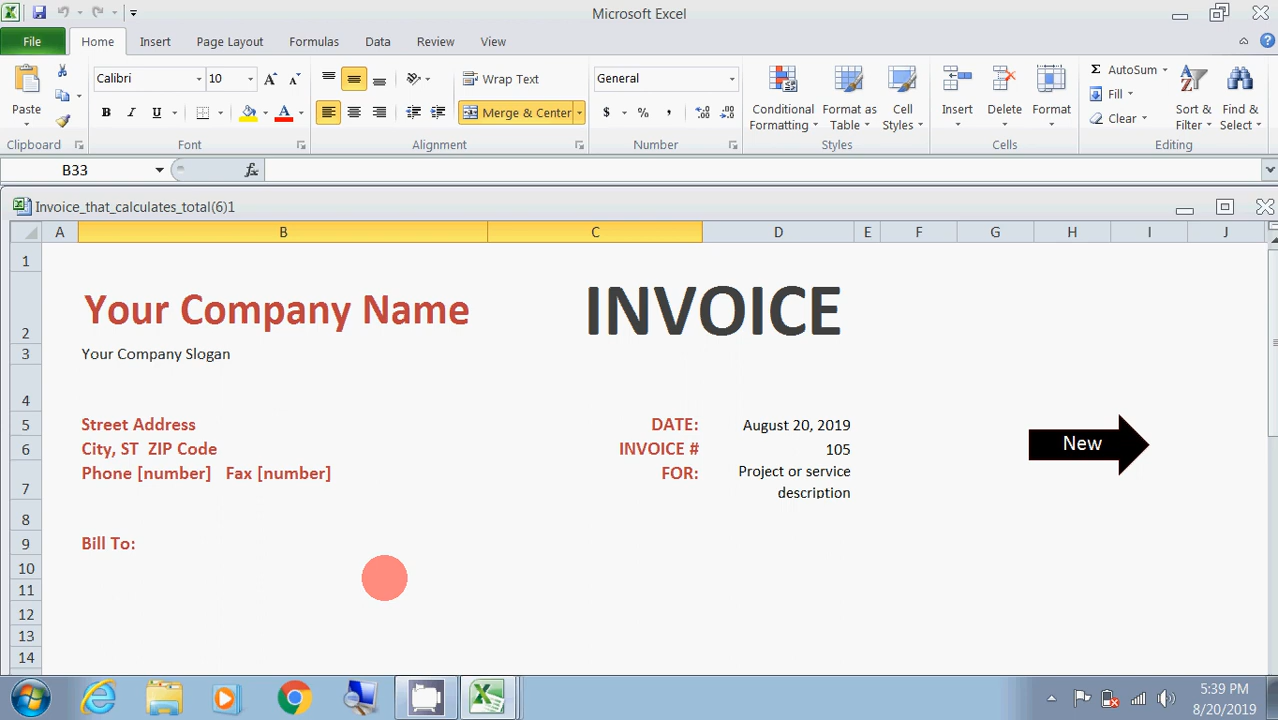 Microsoft Excel
File Home Insert Page Layout Formulas Data Review View
Calibri 10 Wrap Text General AutoSum
Paste Merge & Center $ % , Conditional Formatting Format as Table Cell Styles Insert Delete Format Fill Clear Sort & Filter Find & Select
Clipboard Font Alignment Number Styles Cells Editing
B33 fx
Invoice_that_calculates_total(6)1
A B C D E F G H I J
1
2 Your Company Name INVOICE
3 Your Company Slogan
4
5 Street Address DATE: August 20, 2019
6 City, ST ZIP Code INVOICE # 105 New
7 Phone [number] Fax [number] FOR: Project or service
description
8
9 Bill To:
10
11
12
13
14
5:39 PM
8/20/2019